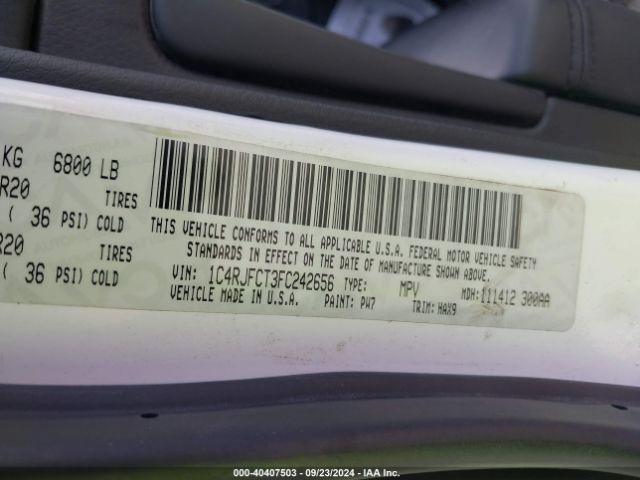 KG 6800 LB
R20 TIRES
( 36 PSI) COLD
R20 TIRES
( 36 PSI) COLD
THIS VEHICLE CONFORMS TO ALL APPLICABLE U.S.A. FEDERAL MOTOR VEHICLE SAFETY
STANDARDS IN EFFECT ON THE DATE OF MANUFACTURE SHOWN ABOVE.
VIN: 1C4RJFCT3FC242656 TYPE: MPV MDH: 111412 300AA
VEHICLE MADE IN U.S.A. PAINT: PW7 TRIM: HAX9
000-40407503 - 09/23/2024 - IAA Inc.